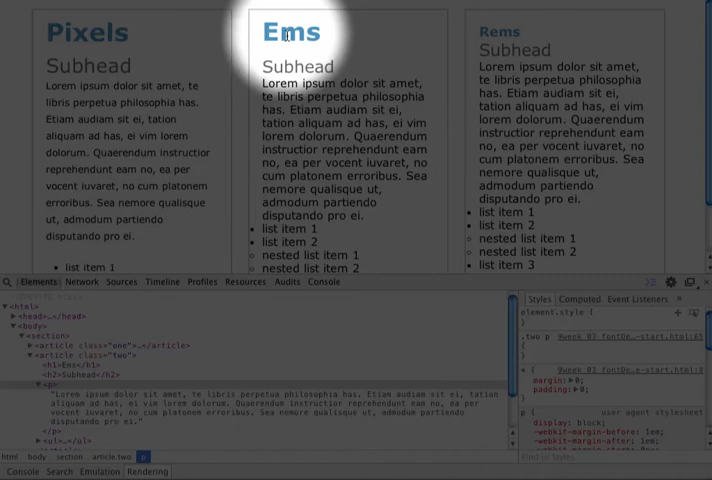 Pixels
Subhead
Lorem ipsum dolor sit amet,
te libris perpetua philosophia has.
Etiam audiam sit ei, tation
aliquam ad has, ei vim lorem
dolorum. Quaerendum instructior
reprehendunt eam no, ea per
vocent iuvaret, no cum platonem
erroribus. Sea nemore qualisque
ut, admodum partiendo
disputando pro ei.
list item 1
Ems
Subhead
Lorem ipsum dolor sit amet,
te libris perpetua philosophia
has. Etiam audiam sit ei,
tation aliquam ad has, ei vim
lorem dolorum. Quaerendum
instructior reprehendunt eam
no, ea per vocent iuvaret, no
cum platonem erroribus. Sea
nemore qualisque ut,
admodum partiendo
disputando pro ei.
list item 1
list item 2
nested list item 1
nested list item 2
Rems
Subhead
Lorem ipsum dolor sit amet,
te libris perpetua philosophia
has. Etiam audiam sit ei,
tation aliquam ad has, ei vim
lorem dolorum. Quaerendum
instructior reprehendunt eam
no, ea per vocent iuvaret, no
cum platonem erroribus. Sea
nemore qualisque ut,
admodum partiendo
disputando pro ei.
list item 1
list item 2
nested list item 1
nested list item 2
list item 3
Elements Network Sources Timeline Profiles Resources Audits Console
<html>
<head>…</head>
<body>
<section>
<article class="one">…</article>
<article class="two">
<h1>Ems</h1>
<h2>Subhead</h2>
<p>
"Lorem ipsum dolor sit amet, te libris perpetua philosophia has. Etiam audiam sit ei, tation
aliquam ad has, ei vim lorem dolorum. Quaerendum instructior reprehendunt eam no, ea per
vocent iuvaret, no cum platonem erroribus. Sea nemore qualisque ut, admodum partiendo
disputando pro ei."
</p>
<ul>…</ul>
html body section article.two p
Styles Computed Event Listeners »
element.style {
}
.two p
{
}
* {
margin: 0;
padding: 0;
}
p { user agent stylesheet
display: block;
-webkit-margin-before: 1em;
-webkit-margin-after: 1em;
Find in Styles
Console Search Emulation Rendering